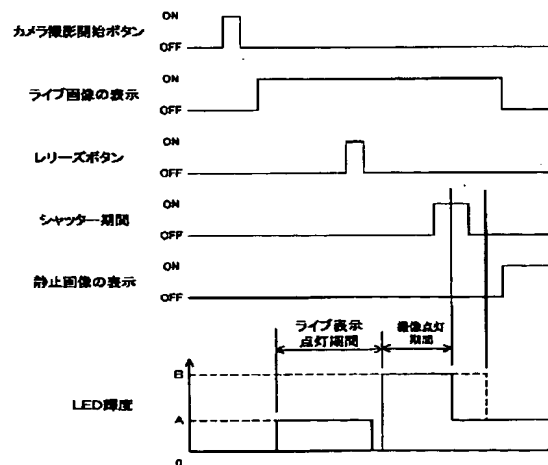 カメラ撮影開始ボタン
ON
OFF
ライブ画像の表示
ON
OFF
レリーズボタン
ON
OFF
シャッター期間
ON
OFF
静止画像の表示
ON
OFF
ライブ表示
点灯期間
撮像点灯
期間
LED輝度
B
A
0